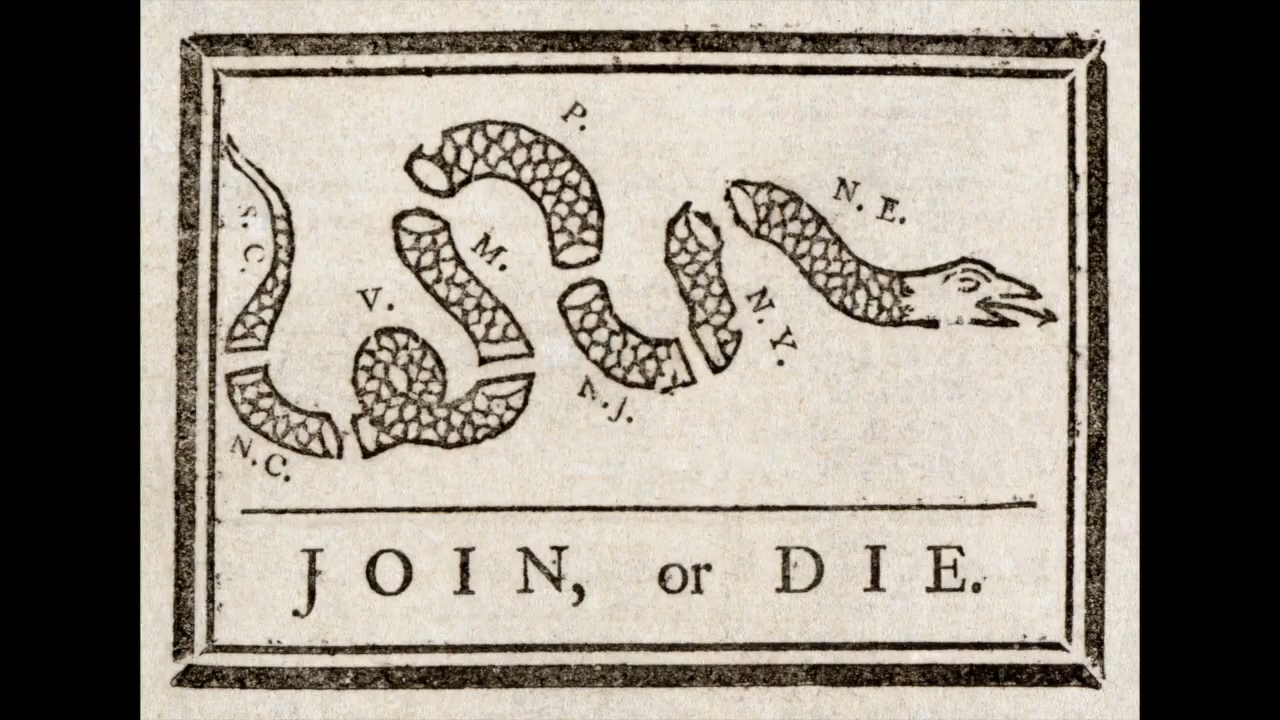 P.
N. E.
S. C.
M.
V.
N. Y.
N. J.
N. C.
JOIN, or DIE.